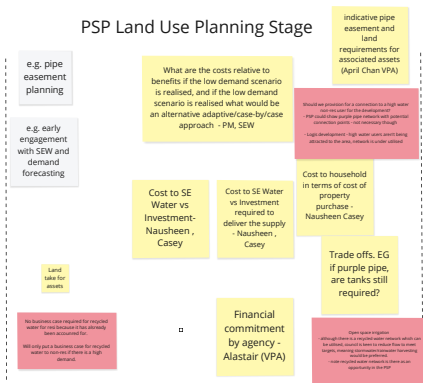 PSP Land Use Planning Stage
indicative pipe
easement and
land
requirements for
associated assets
(April Chan VPA)
e.g. pipe
easement
planning
What are the costs relative to
benefits if the low demand scenario
is realised, and if the low demand
scenario is realised what would be
an alternative adaptive/case-by/case
approach - PM, SEW
Should we provision for a connection to a high water
non-res user for the development?
- PSP could show purple pipe network with potential
connection points - not necessary though
- Logis development - high water users aren't being
attracted to the area, network is under utilised
e.g. early
engagement
with SEW and
demand
forecasting
Cost to SE
Water vs
Investment-
Nausheen ,
Casey
Cost to SE Water
vs Investment
required to
deliver the supply
- Nausheen ,
Casey
Cost to household
in terms of cost of
property
purchase -
Nausheen Casey
Trade offs. EG
if purple pipe,
are tanks still
required?
Land
take for
assets
No business case required for recycled
water for res because it has already
been accounted for.
Will only put a business case for recycled
water to non-res if there is a high
demand.
Financial
commitment
by agency -
Alastair (VPA)
Open space irrigation
- although there is a recycled water network which can
be utilised, council is keen to reduce flow to meet
targets, meaning stormwater/rainwater harvesting
would be preferred
- note recycled water network is there as an
opportunity in the PSP